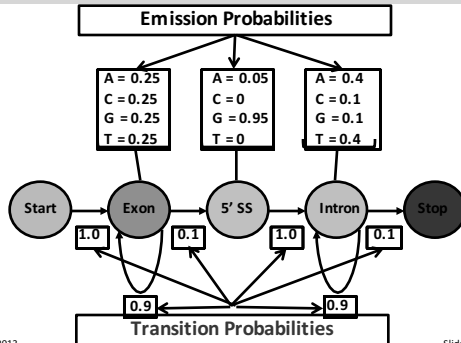 Emission Probabilities
A = 0.25
C = 0.25
G = 0.25
T = 0.25
A = 0.05
C = 0
G = 0.95
T = 0
A = 0.4
C = 0.1
G = 0.1
T = 0.4
Start
Exon
5' SS
Intron
Stop
1.0
0.1
1.0
0.1
0.9
0.9
Transition Probabilities